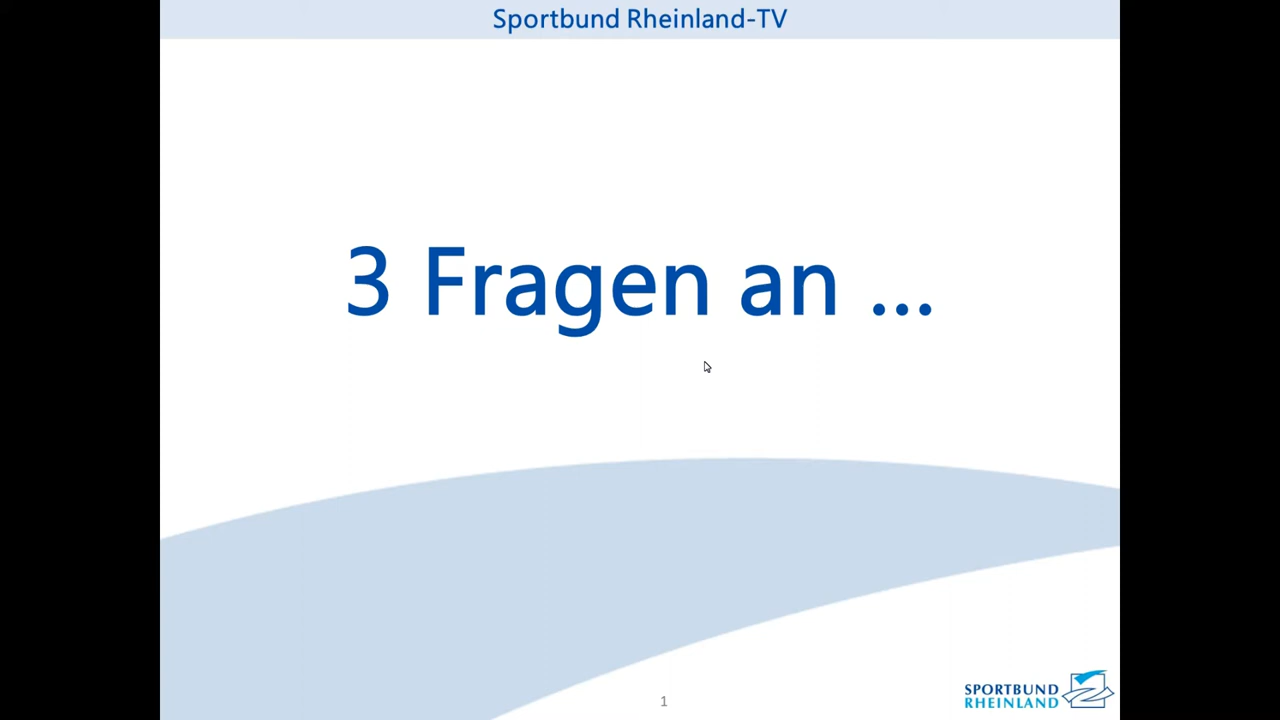 Sportbund Rheinland-TV
3 Fragen an ...
1
SPORTBUND
RHEINLAND